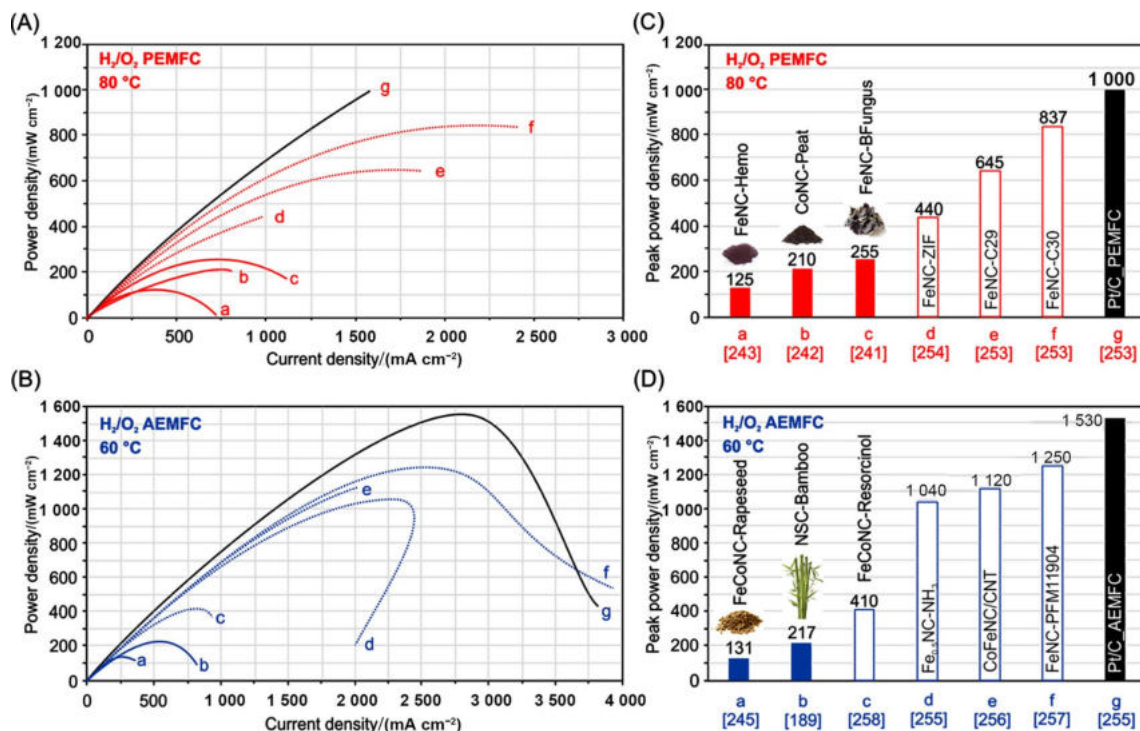 (A)
1 200
1 000
800
600
400
200
0
Power density/(mW cm⁻²)
H₂/O₂ PEMFC
80 °C
g
f
e
d
c
b
a
0 500 1 000 1 500 2 000 2 500 3 000
Current density/(mA cm⁻²)
(C)
1 200
1 000
800
600
400
200
0
Peak power density/(mW cm⁻²)
H₂/O₂ PEMFC
80 °C
FeNC-Hemo
125
CoNC-Peat
210
FeNC-BFungus
255
440
FeNC-ZIF
645
FeNC-C29
837
FeNC-C30
1 000
Pt/C_PEMFC
a b c d e f g
[243] [242] [241] [254] [253] [253] [253]
(B)
1 600
1 400
1 200
1 000
800
600
400
200
0
Power density/(mW cm⁻²)
H₂/O₂ AEMFC
60 °C
e
f
g
c
d
a
b
0 500 1 000 1 500 2 000 2 500 3 000 3 500 4 000
Current density/(mA cm⁻²)
(D)
1 600
1 400
1 200
1 000
800
600
400
200
0
Peak power density/(mW cm⁻²)
H₂/O₂ AEMFC
60 °C
FeCoNC-Rapeseed
131
NSC-Bamboo
217
FeCoNC-Resorcinol
410
1 040
Fe₀.₅NC-NH₃
1 120
CoFeNC/CNT
1 250
FeNC-PFM11904
1 530
Pt/C_AEMFC
a b c d e f g
[245] [189] [258] [255] [256] [257] [255]